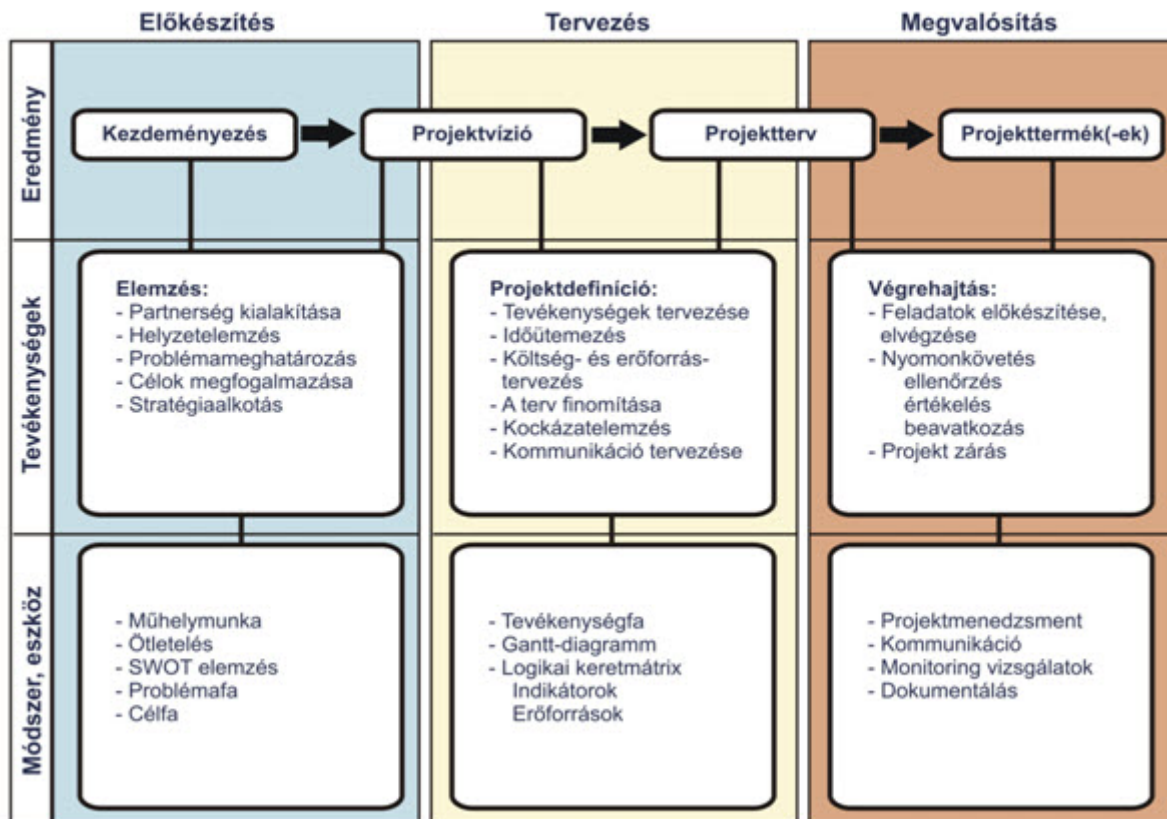 Előkészítés
Tervezés
Megvalósítás
Eredmény
Kezdeményezés
Projektvízió
Projektterv
Projekttermék(-ek)
Tevékenységek
Elemzés:
- Partnerség kialakítása
- Helyzetelemzés
- Problémameghatározás
- Célok megfogalmazása
- Stratégiaalkotás
Projektdefiníció:
- Tevékenységek tervezése
- Időütemezés
- Költség- és erőforrás-
tervezés
- A terv finomítása
- Kockázatelemzés
- Kommunikáció tervezése
Végrehajtás:
- Feladatok előkészítése,
elvégzése
- Nyomonkövetés
ellenőrzés
értékelés
beavatkozás
- Projekt zárás
Módszer, eszköz
- Műhelymunka
- Ötletelés
- SWOT elemzés
- Problémafa
- Célfa
- Tevékenységfa
- Gantt-diagramm
- Logikai keretmátrix
Indikátorok
Erőforrások
- Projektmenedzsment
- Kommunikáció
- Monitoring vizsgálatok
- Dokumentálás